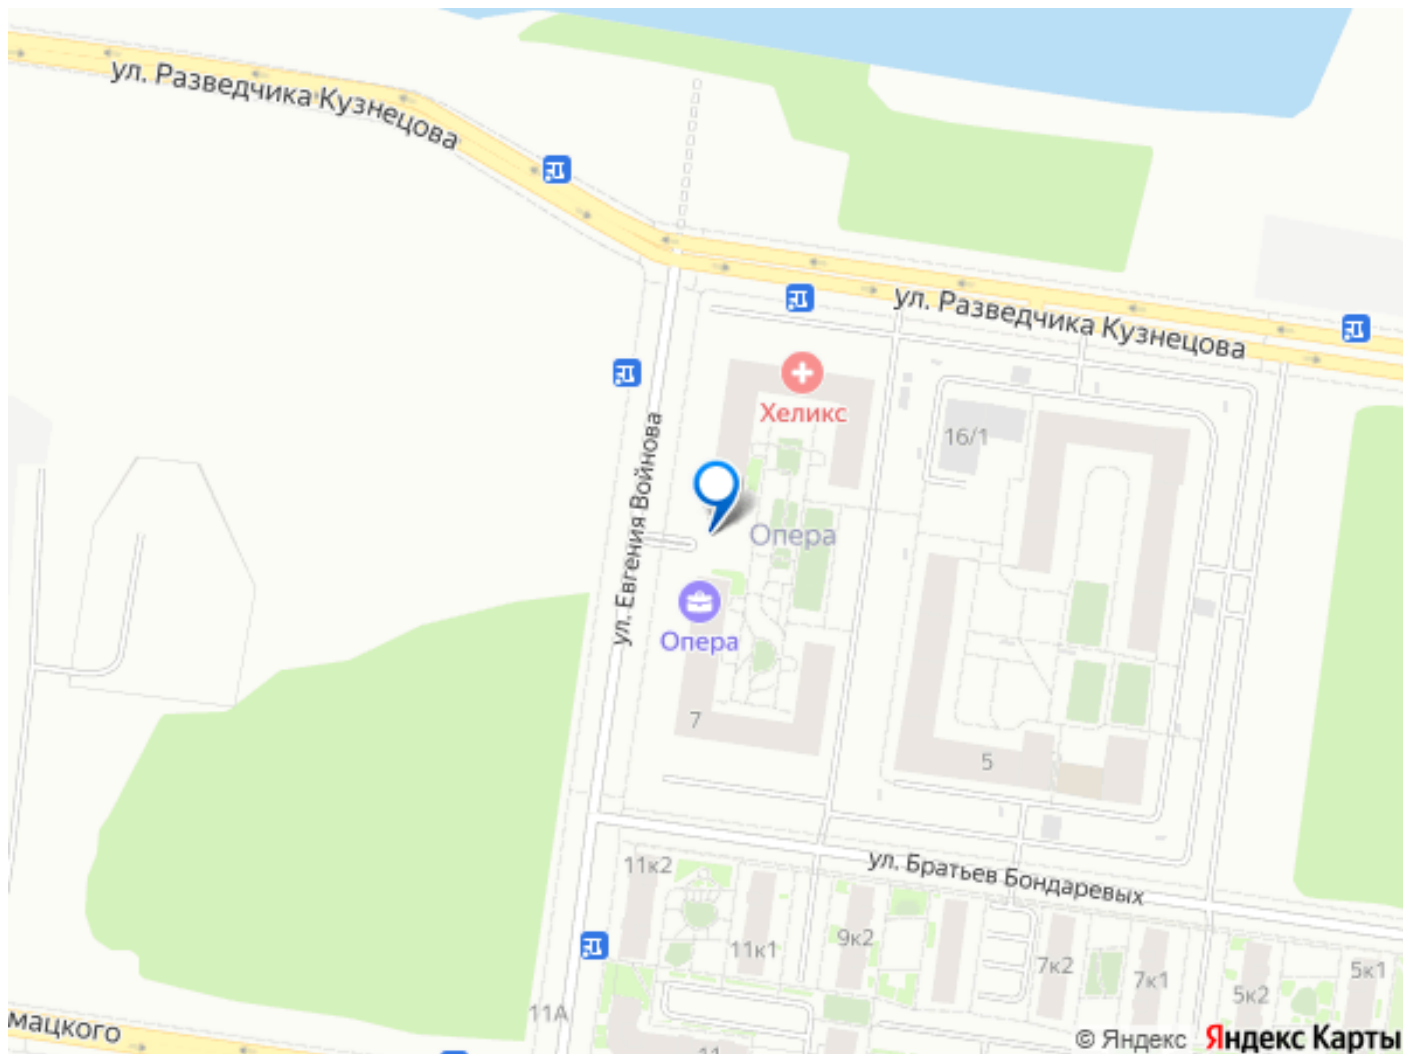 ул. Разведчика Кузнецова
ул. Разведчика Кузнецова
Хеликс
16/1
ул. Евгения Войнова
Опера
Опера
7
5
ул. Братьев Бондаревых
11к2
11к1
9к2
7к2
7к1
5к2
5к1
11А
мацкого
11
© Яндекс Яндекс Карты